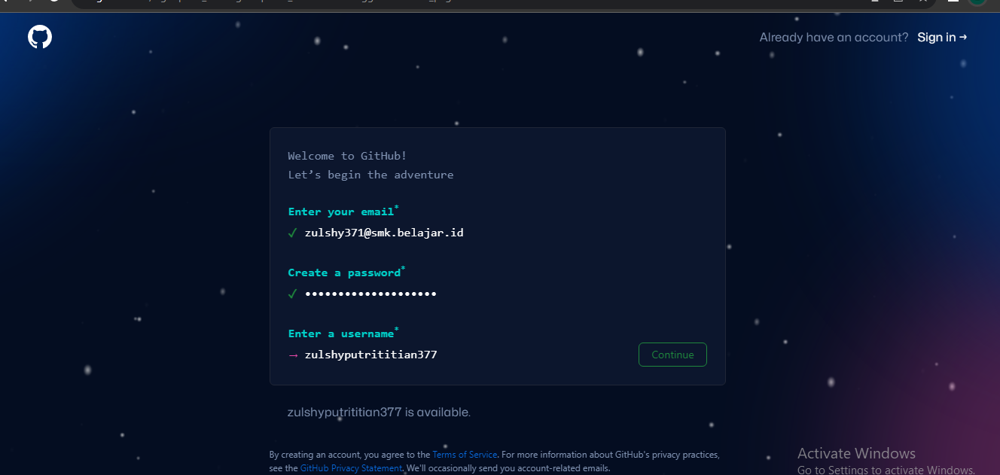 Already have an account? Sign in →
Welcome to GitHub!
Let’s begin the adventure
Enter your email*
✓ zulshy371@smk.belajar.id
Create a password*
✓ ••••••••••••••••••••
Enter a username*
→ zulshyputrititian377
Continue
zulshyputrititian377 is available.
By creating an account, you agree to the Terms of Service. For more information about GitHub's privacy practices,
see the GitHub Privacy Statement. We'll occasionally send you account-related emails.
Activate Windows
Go to Settings to activate Windows.